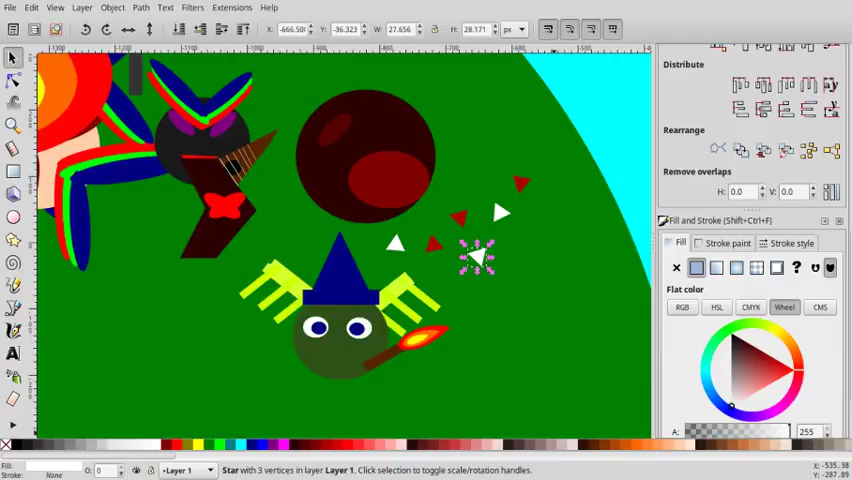 File Edit View Layer Object Path Text Filters Extensions Help
X: -666.50 Y: -36.323 W: 27.656 H: 28.171 px
Distribute
Rearrange
Remove overlaps
H: 0.0 V: 0.0
Fill and Stroke (Shift+Ctrl+F)
Fill Stroke paint Stroke style
Flat color
RGB HSL CMYK Wheel CMS
A: 255
Fill:
Stroke: None O: 0 Layer 1 Star with 3 vertices in layer Layer 1. Click selection to toggle scale/rotation handles.
X: -535.38
Y: -287.89